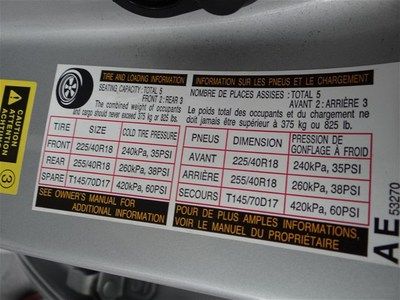 TIRE AND LOADING INFORMATION
SEATING CAPACITY : TOTAL 5
FRONT 2 : REAR 3
The combined weight of occupants
and cargo should never exceed 375 kg or 825 lbs.
TIRE SIZE COLD TIRE PRESSURE
FRONT 225/40R18 240kPa, 35PSI
REAR 255/40R18 260kPa, 38PSI
SPARE T145/70D17 420kPa, 60PSI
SEE OWNER'S MANUAL FOR
ADDITIONAL INFORMATION
INFORMATION SUR LES PNEUS ET LE CHARGEMENT
NOMBRE DE PLACES ASSISES : TOTAL 5
AVANT 2 : ARRIÈRE 3
Le poids total des occupants et du chargement ne
doit jamais être supérieur à 375 kg ou 825 lb.
PNEUS DIMENSION PRESSION DE
GONFLAGE À FROID
AVANT 225/40R18 240kPa, 35PSI
ARRIÈRE 255/40R18 260kPa, 38PSI
SECOURS T145/70D17 420kPa, 60PSI
POUR DE PLUS AMPLES INFORMATIONS,
VOIR LE MANUEL DU PROPRIÉTAIRE
AE 53270
CAUTION
ATTENTION